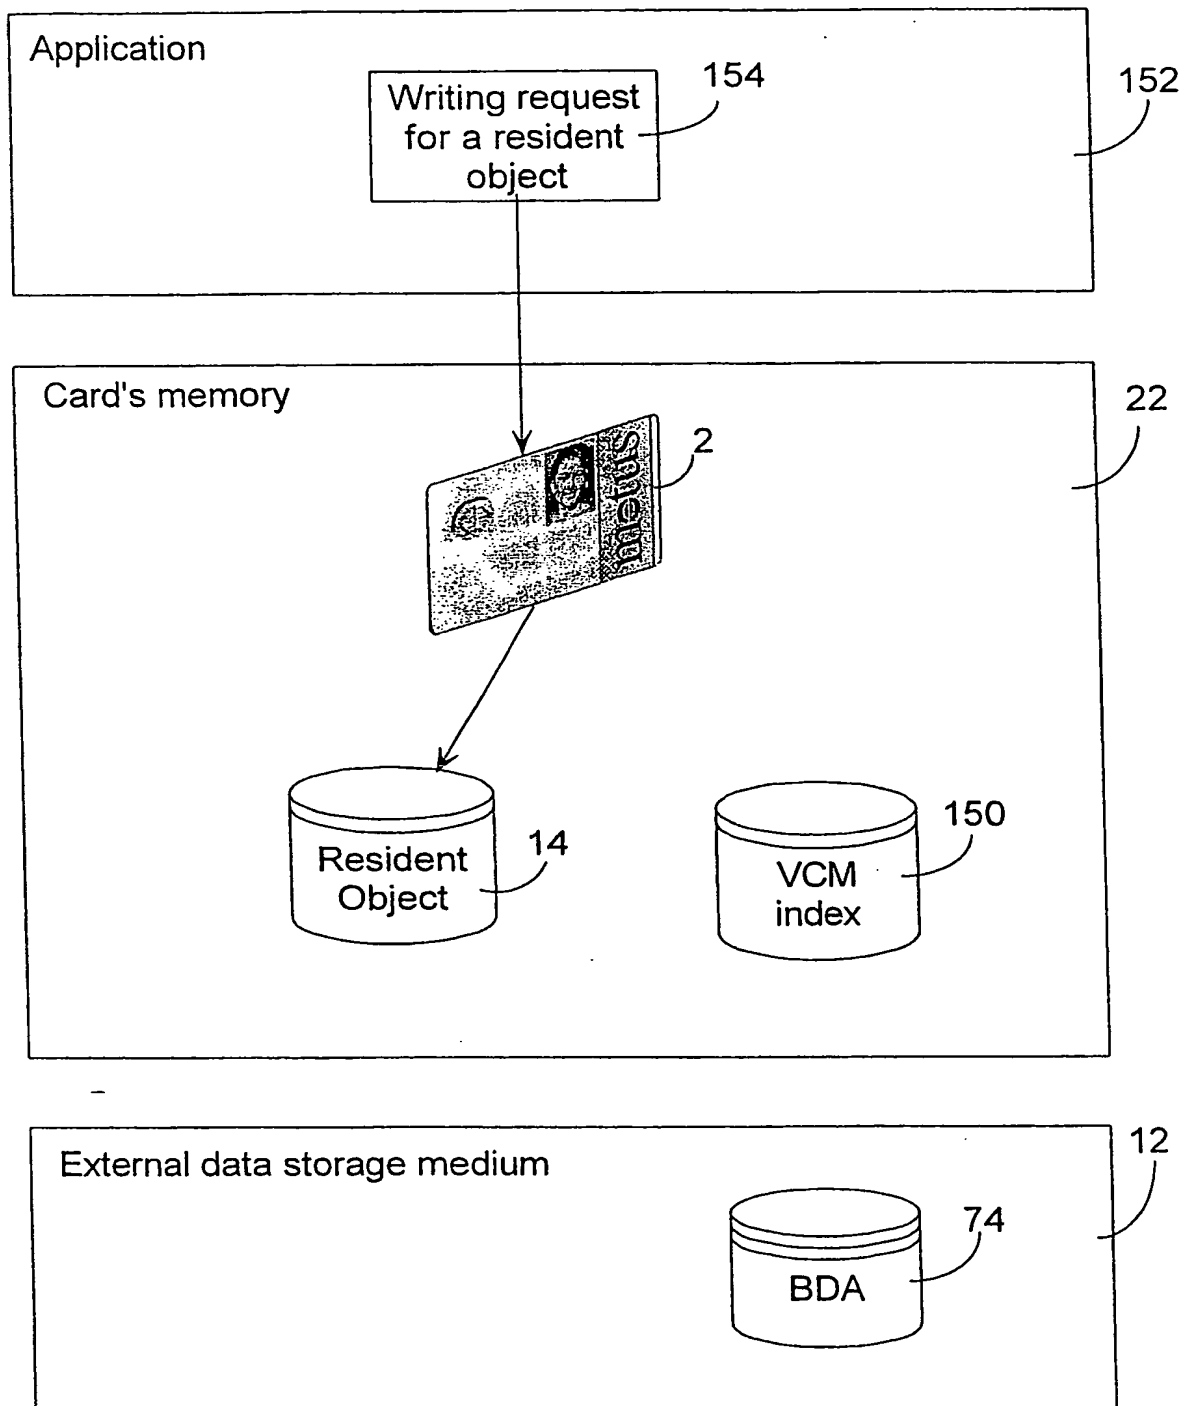 Application
154
152
Writing request
for a resident
object
Card's memory
22
2
metus
14
150
Resident
Object
VCM
index
External data storage medium
12
74
BDA